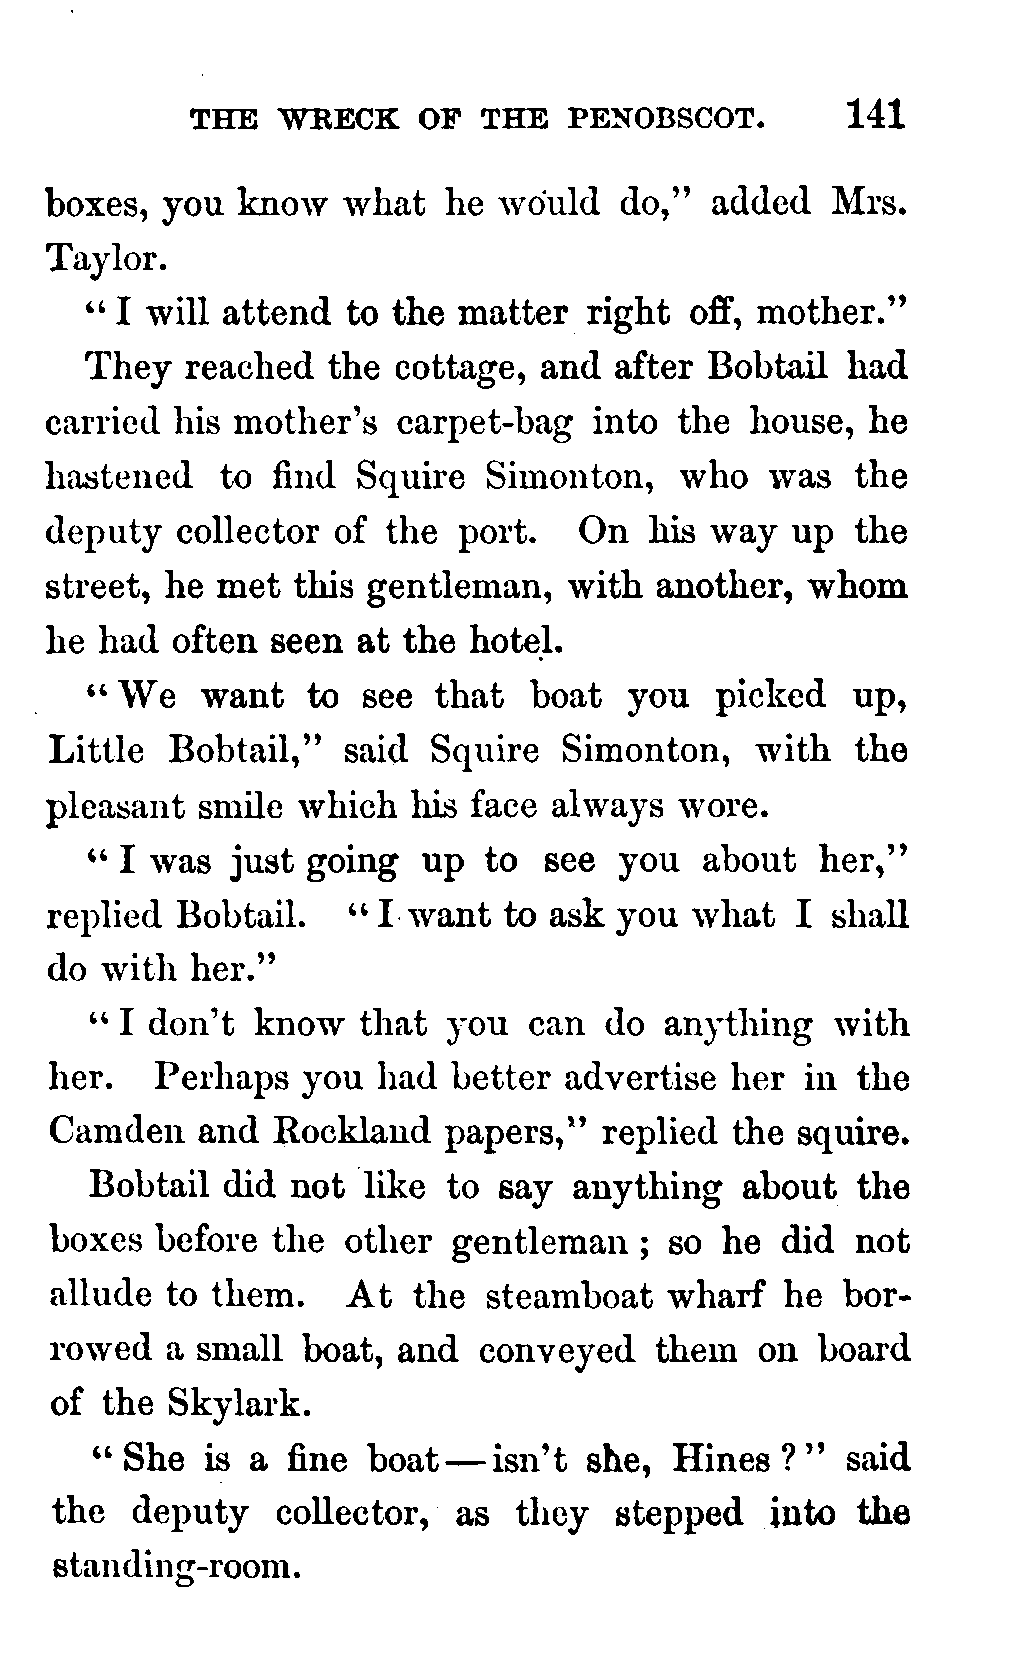 THE WRECK OF THE PENOBSCOT. 141
boxes, you know what he would do," added Mrs.
Taylor.
"I will attend to the matter right off, mother."
They reached the cottage, and after Bobtail had
carried his mother's carpet-bag into the house, he
hastened to find Squire Simonton, who was the
deputy collector of the port. On his way up the
street, he met this gentleman, with another, whom
he had often seen at the hotel.
"We want to see that boat you picked up,
Little Bobtail," said Squire Simonton, with the
pleasant smile which his face always wore.
"I was just going up to see you about her,"
replied Bobtail. "I want to ask you what I shall
do with her."
"I don't know that you can do anything with
her. Perhaps you had better advertise her in the
Camden and Rockland papers," replied the squire.
Bobtail did not like to say anything about the
boxes before the other gentleman; so he did not
allude to them. At the steamboat wharf he bor-
rowed a small boat, and conveyed them on board
of the Skylark.
"She is a fine boat—isn't she, Hines?" said
the deputy collector, as they stepped into the
standing-room.